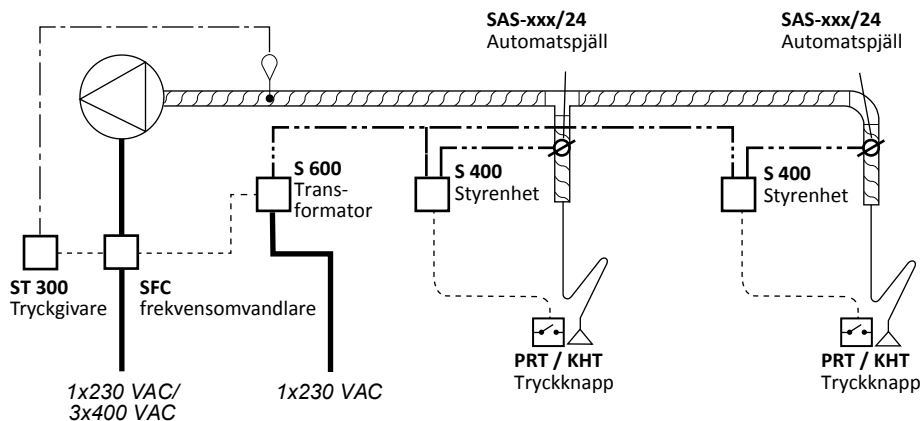 SAS-xxx/24
Automatspjäll
SAS-xxx/24
Automatspjäll
S 600
Trans-
formator
S 400
Styrenhet
S 400
Styrenhet
ST 300
Tryckgivare
SFC
frekvensomvandlare
PRT / KHT
Tryckknapp
PRT / KHT
Tryckknapp
1x230 VAC/
3x400 VAC
1x230 VAC